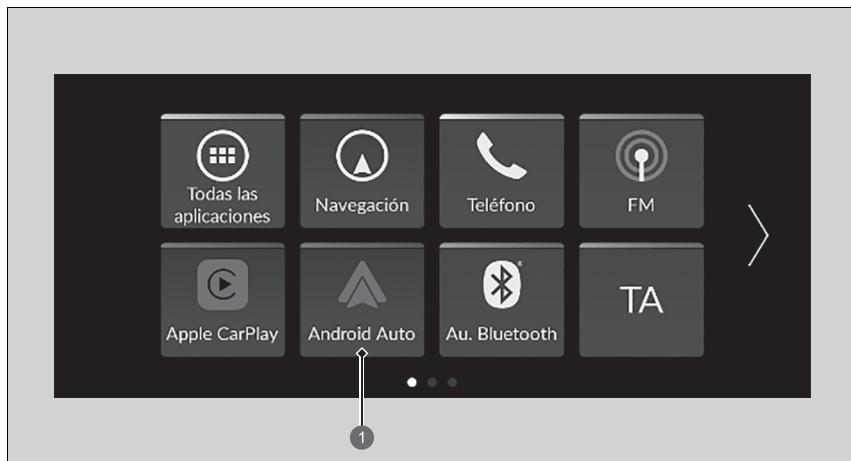 Todas las
aplicaciones
Navegación
Teléfono
FM
Apple CarPlay
Android Auto
Au. Bluetooth
TA
1